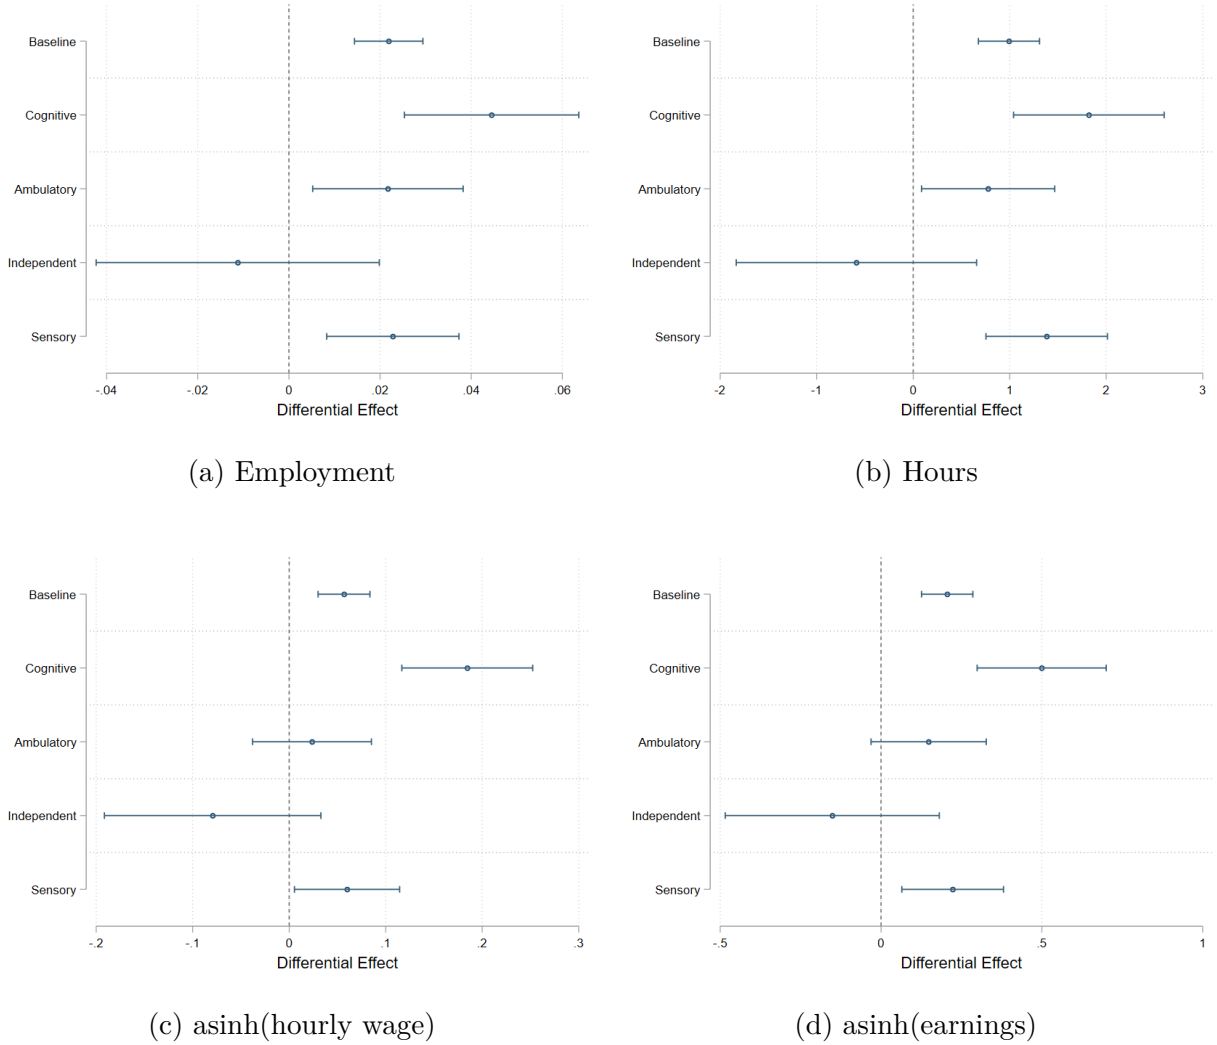 Baseline
Cognitive
Ambulatory
Independent
Sensory
-.04 -.02 0 .02 .04 .06
Differential Effect
(a) Employment
Baseline
Cognitive
Ambulatory
Independent
Sensory
-2 -1 0 1 2 3
Differential Effect
(b) Hours
Baseline
Cognitive
Ambulatory
Independent
Sensory
-.2 -.1 0 .1 .2 .3
Differential Effect
(c) asinh(hourly wage)
Baseline
Cognitive
Ambulatory
Independent
Sensory
-.5 0 .5 1
Differential Effect
(d) asinh(earnings)